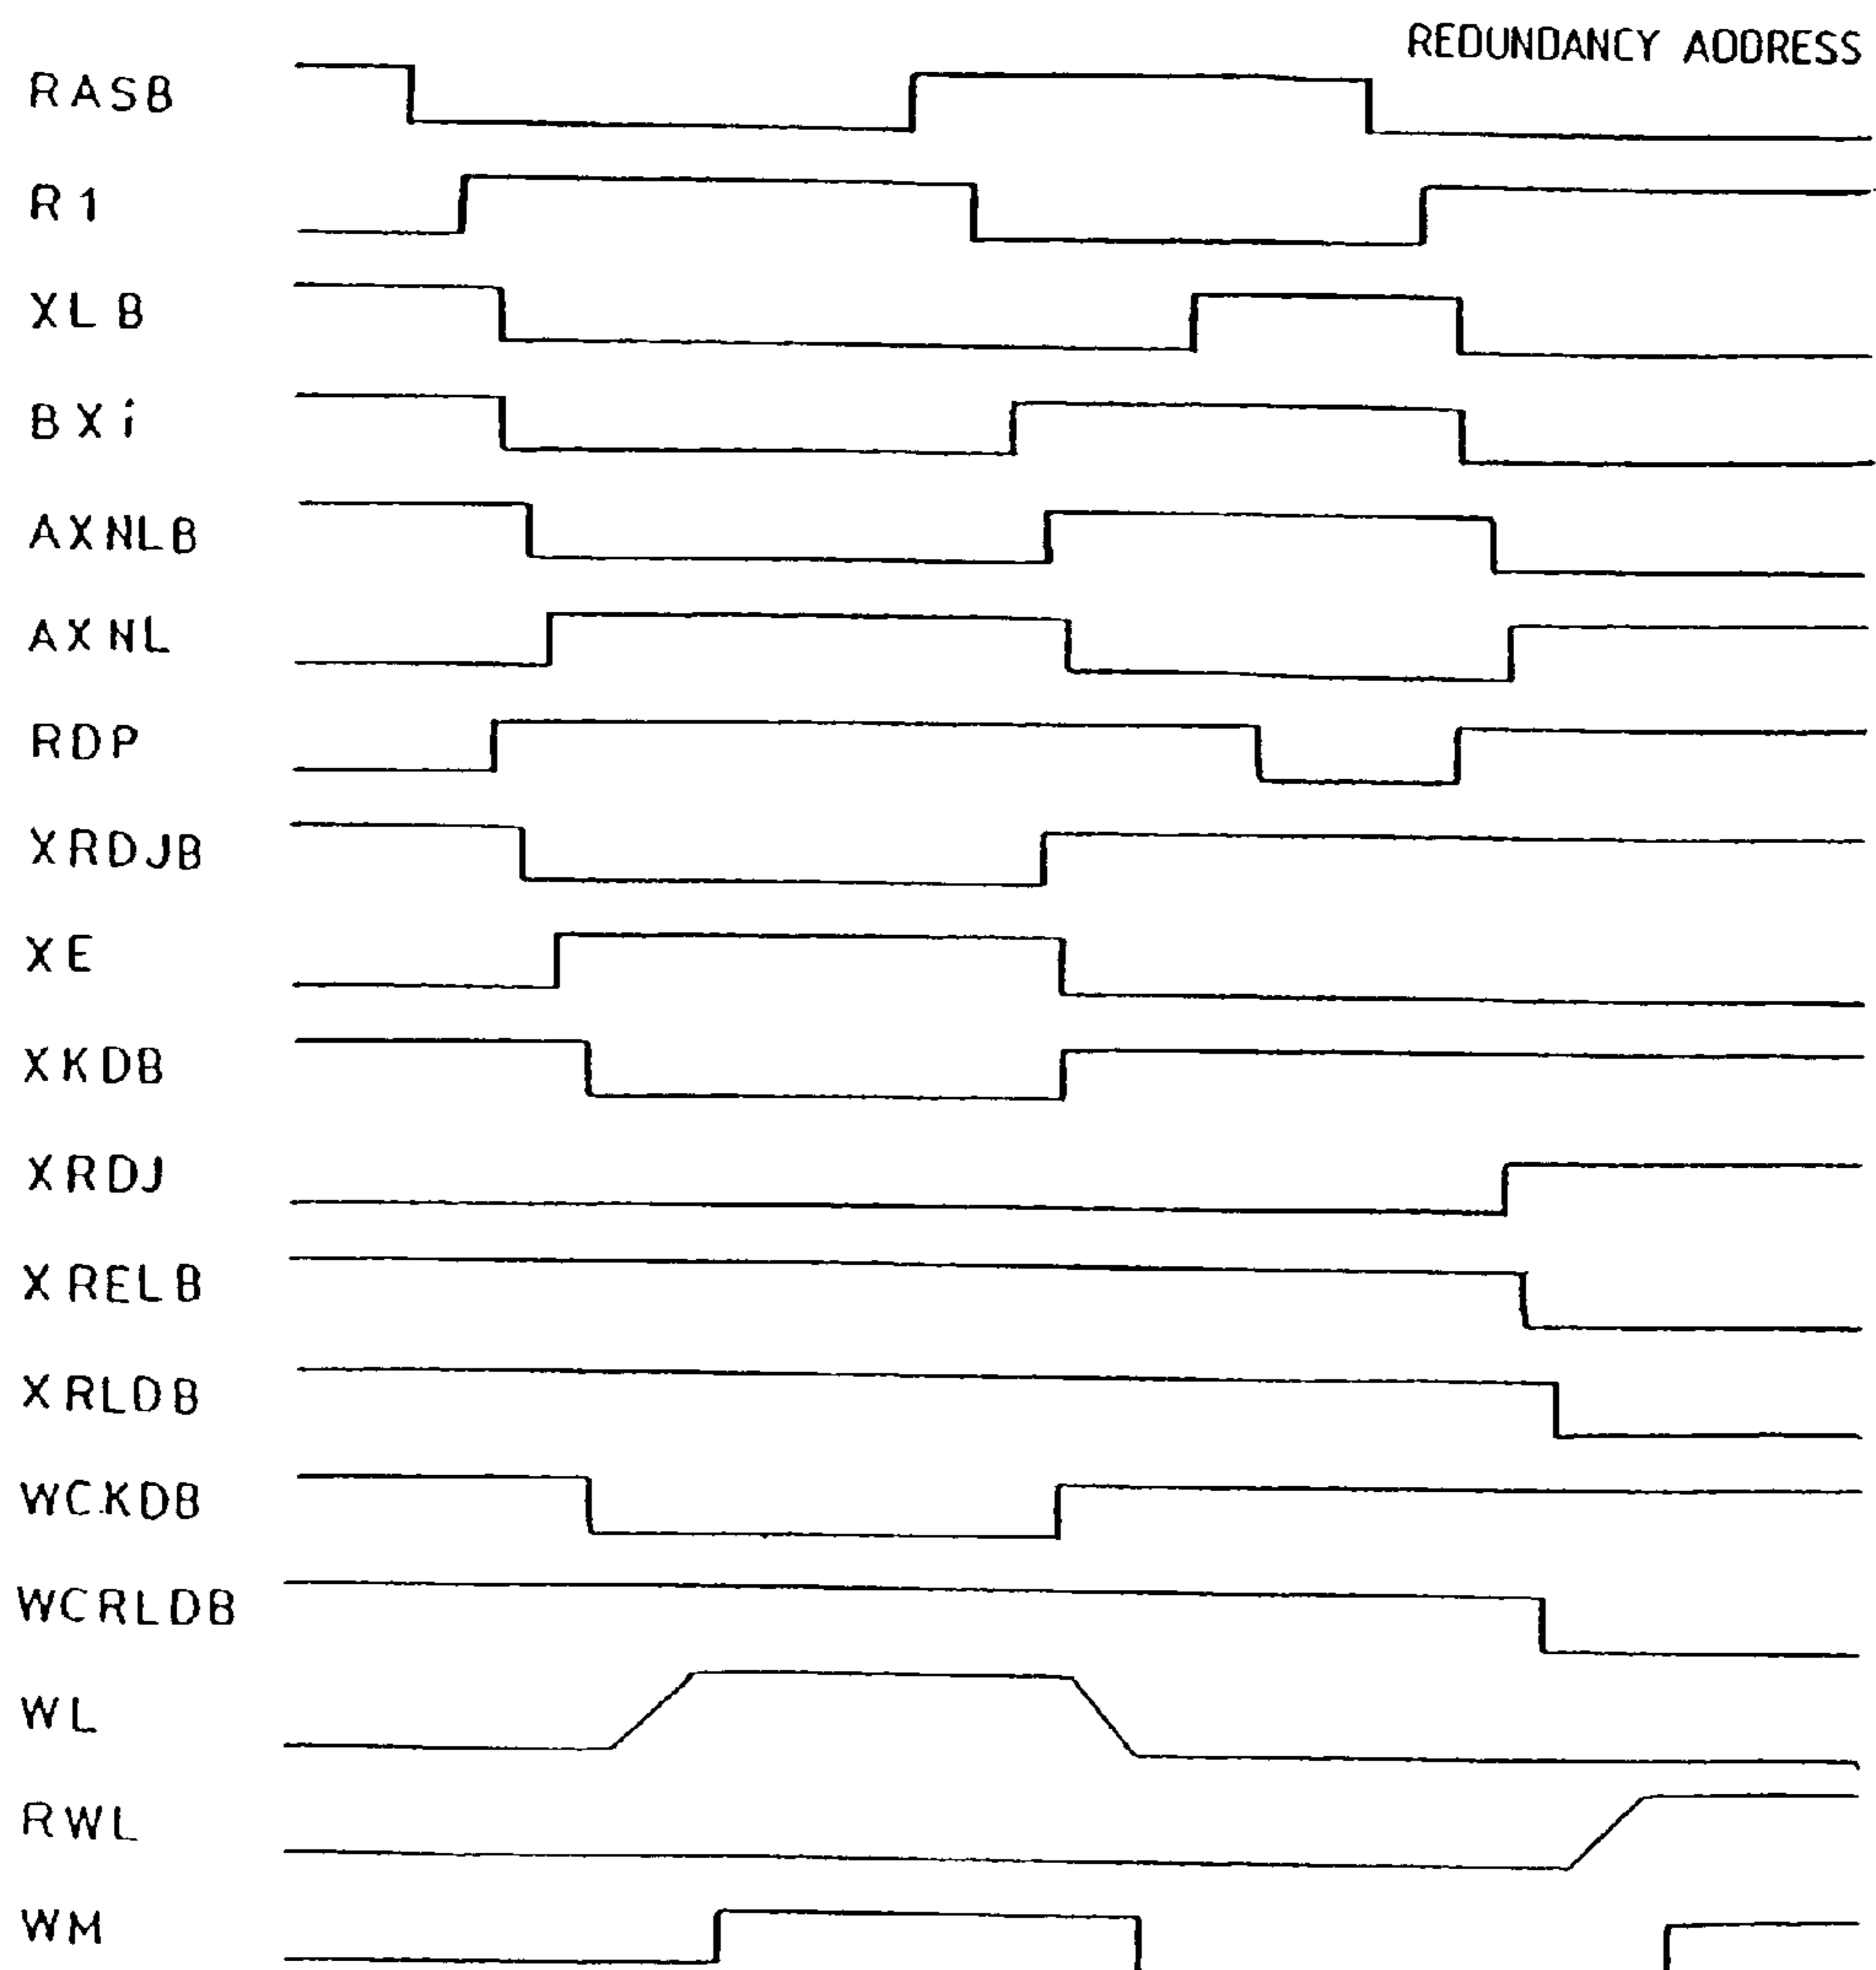 REDUNDANCY ADDRESS
RASB
R1
XLB
BXi
AXNLB
AXNL
RDP
XRDJB
XE
XKDB
XRDJ
XRELB
XRLDB
WCKDB
WCRLDB
WL
RWL
WM